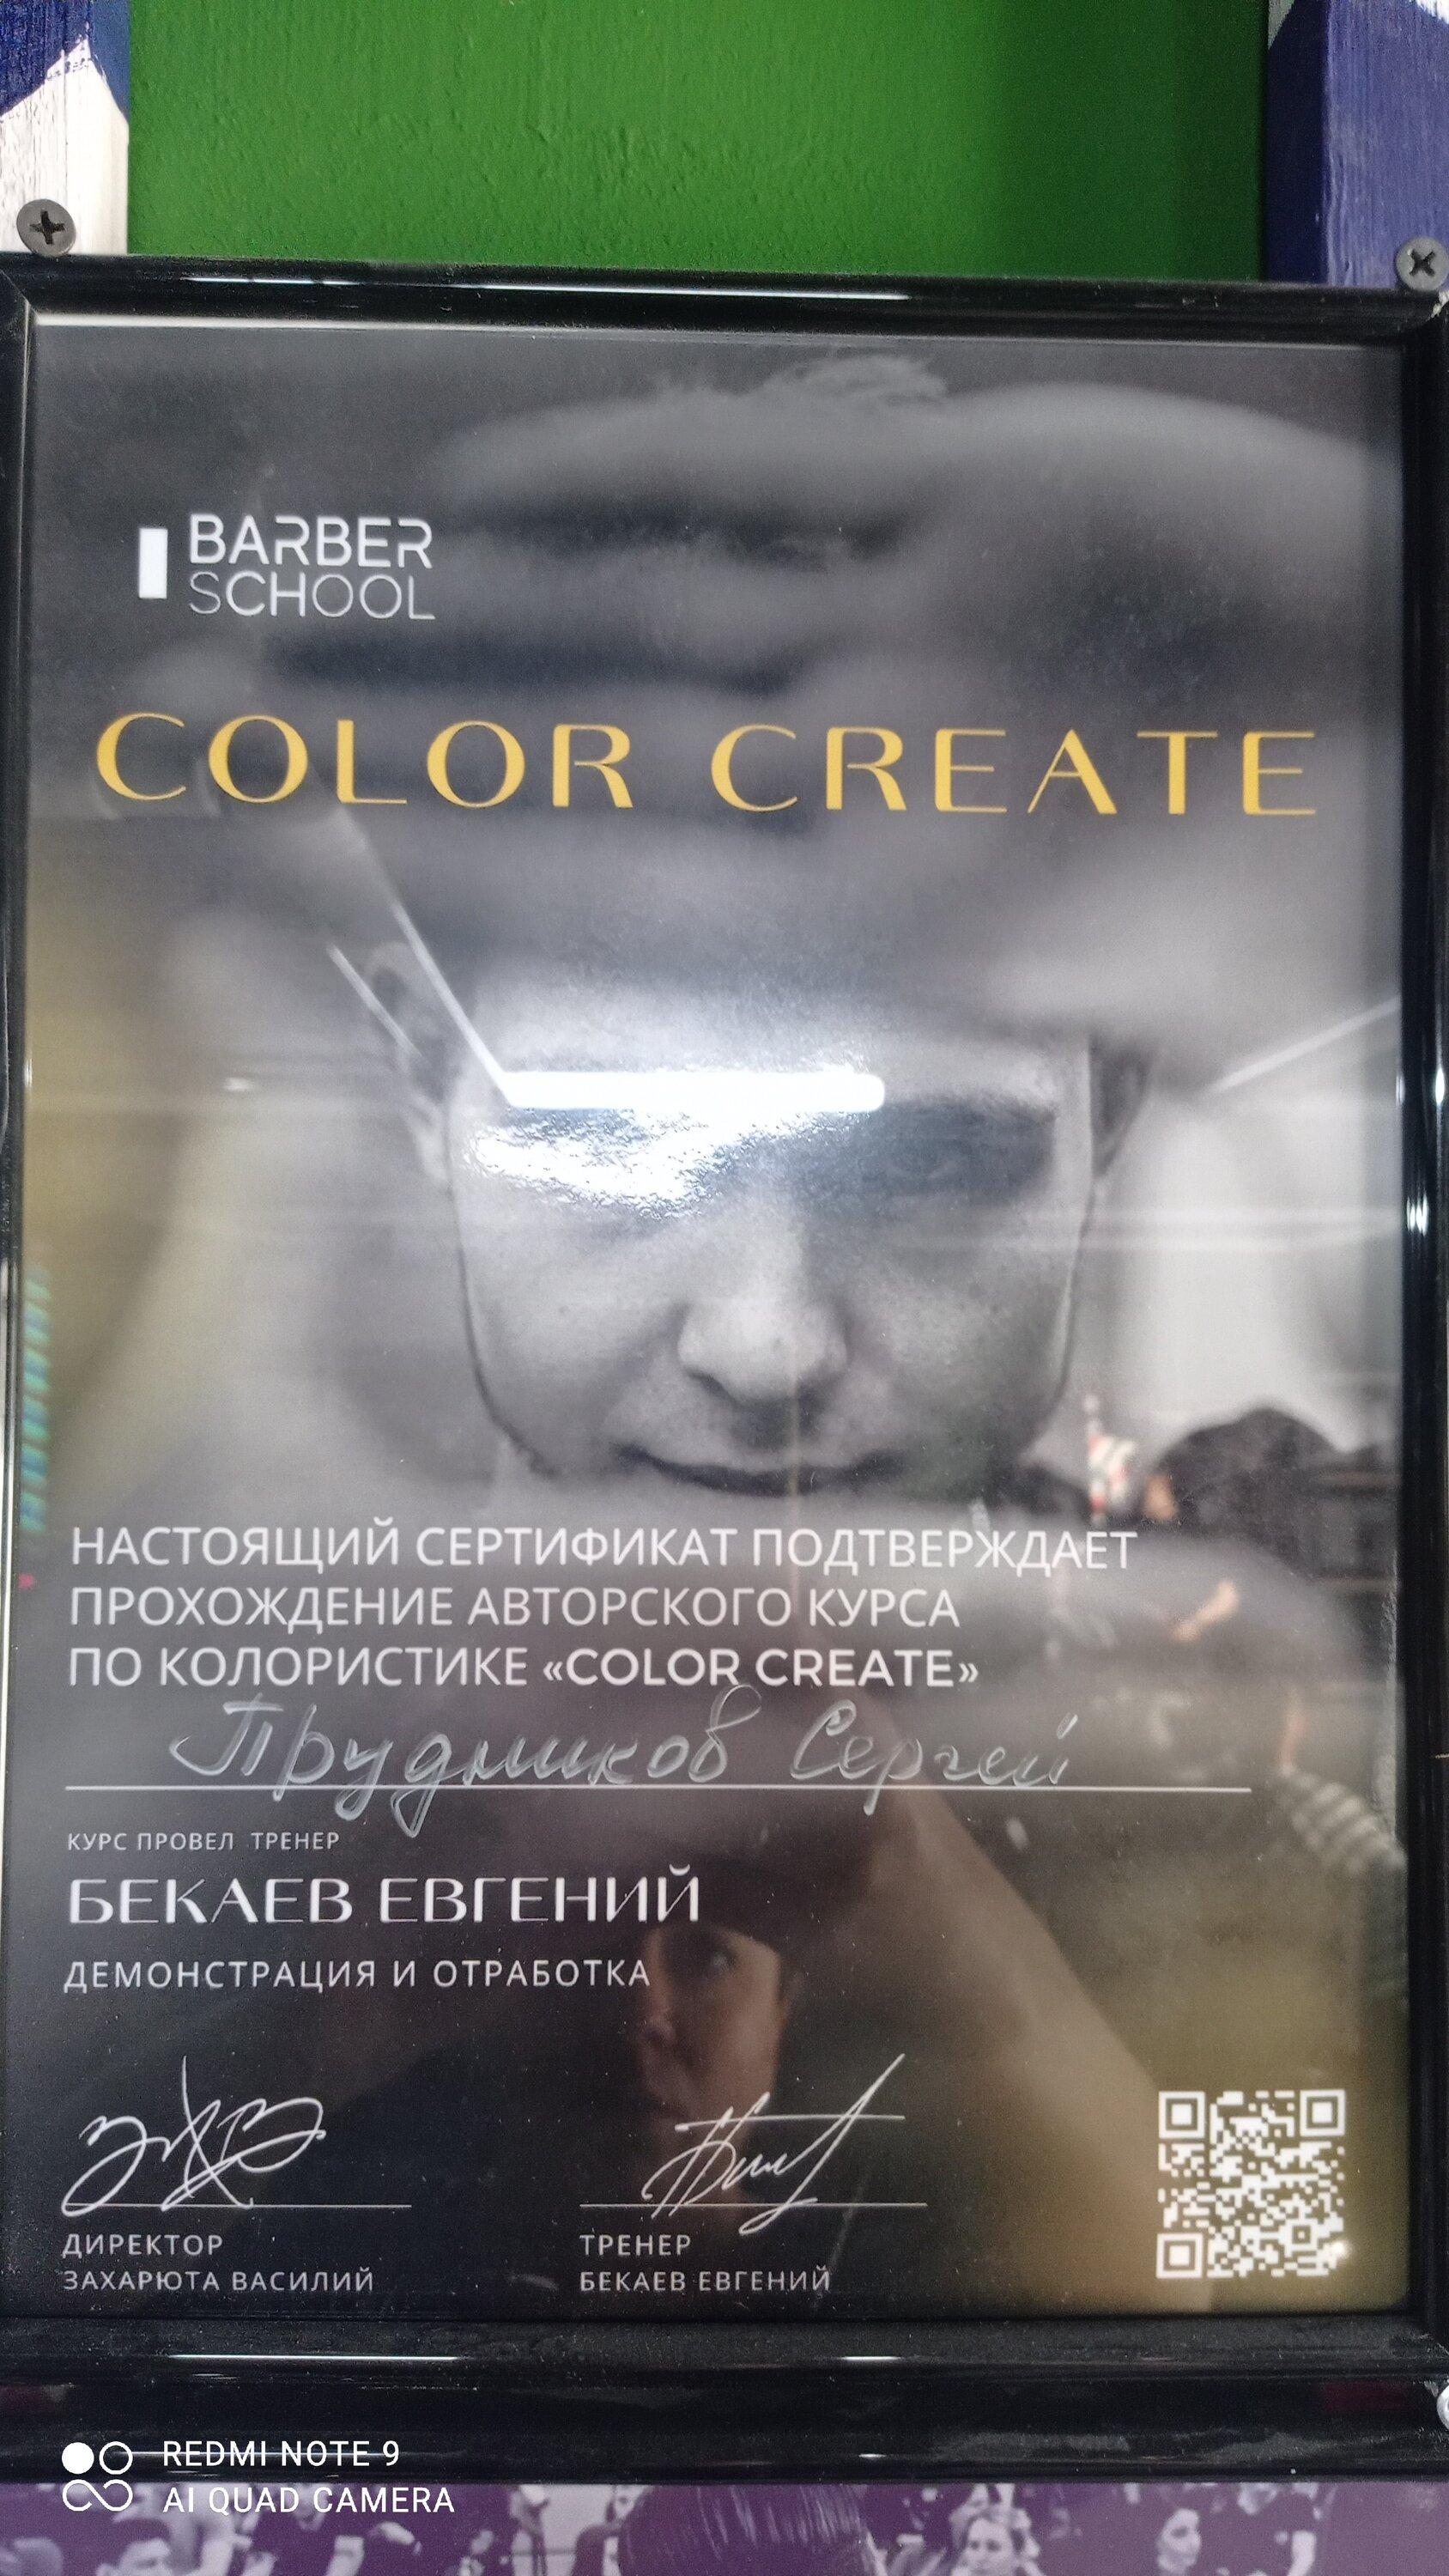 BARBER
SCHOOL
COLOR CREATE
НАСТОЯЩИЙ СЕРТИФИКАТ ПОДТВЕРЖДАЕТ
ПРОХОЖДЕНИЕ АВТОРСКОГО КУРСА
ПО КОЛОРИСТИКЕ «COLOR CREATE»
Прудников Сергей
КУРС ПРОВЕЛ ТРЕНЕР
БЕКАЕВ ЕВГЕНИЙ
ДЕМОНСТРАЦИЯ И ОТРАБОТКА
ДИРЕКТОР
ЗАХАРЮТА ВАСИЛИЙ
ТРЕНЕР
БЕКАЕВ ЕВГЕНИЙ
REDMI NOTE 9
AI QUAD CAMERA